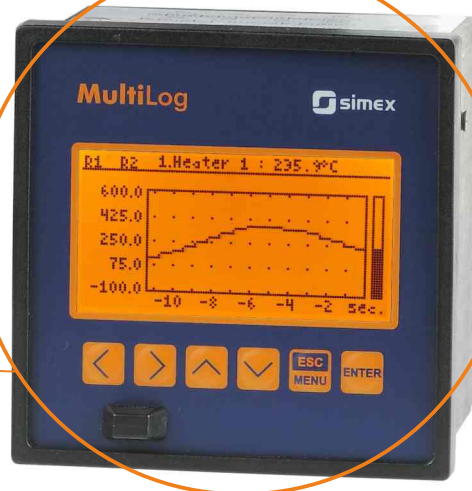 MultiLog
simex
R1 R2 1.Heater 1 : 235.9°C
600.0
425.0
250.0
75.0
-100.0
-10 -8 -6 -4 -2 sec.
ESC
MENU
ENTER